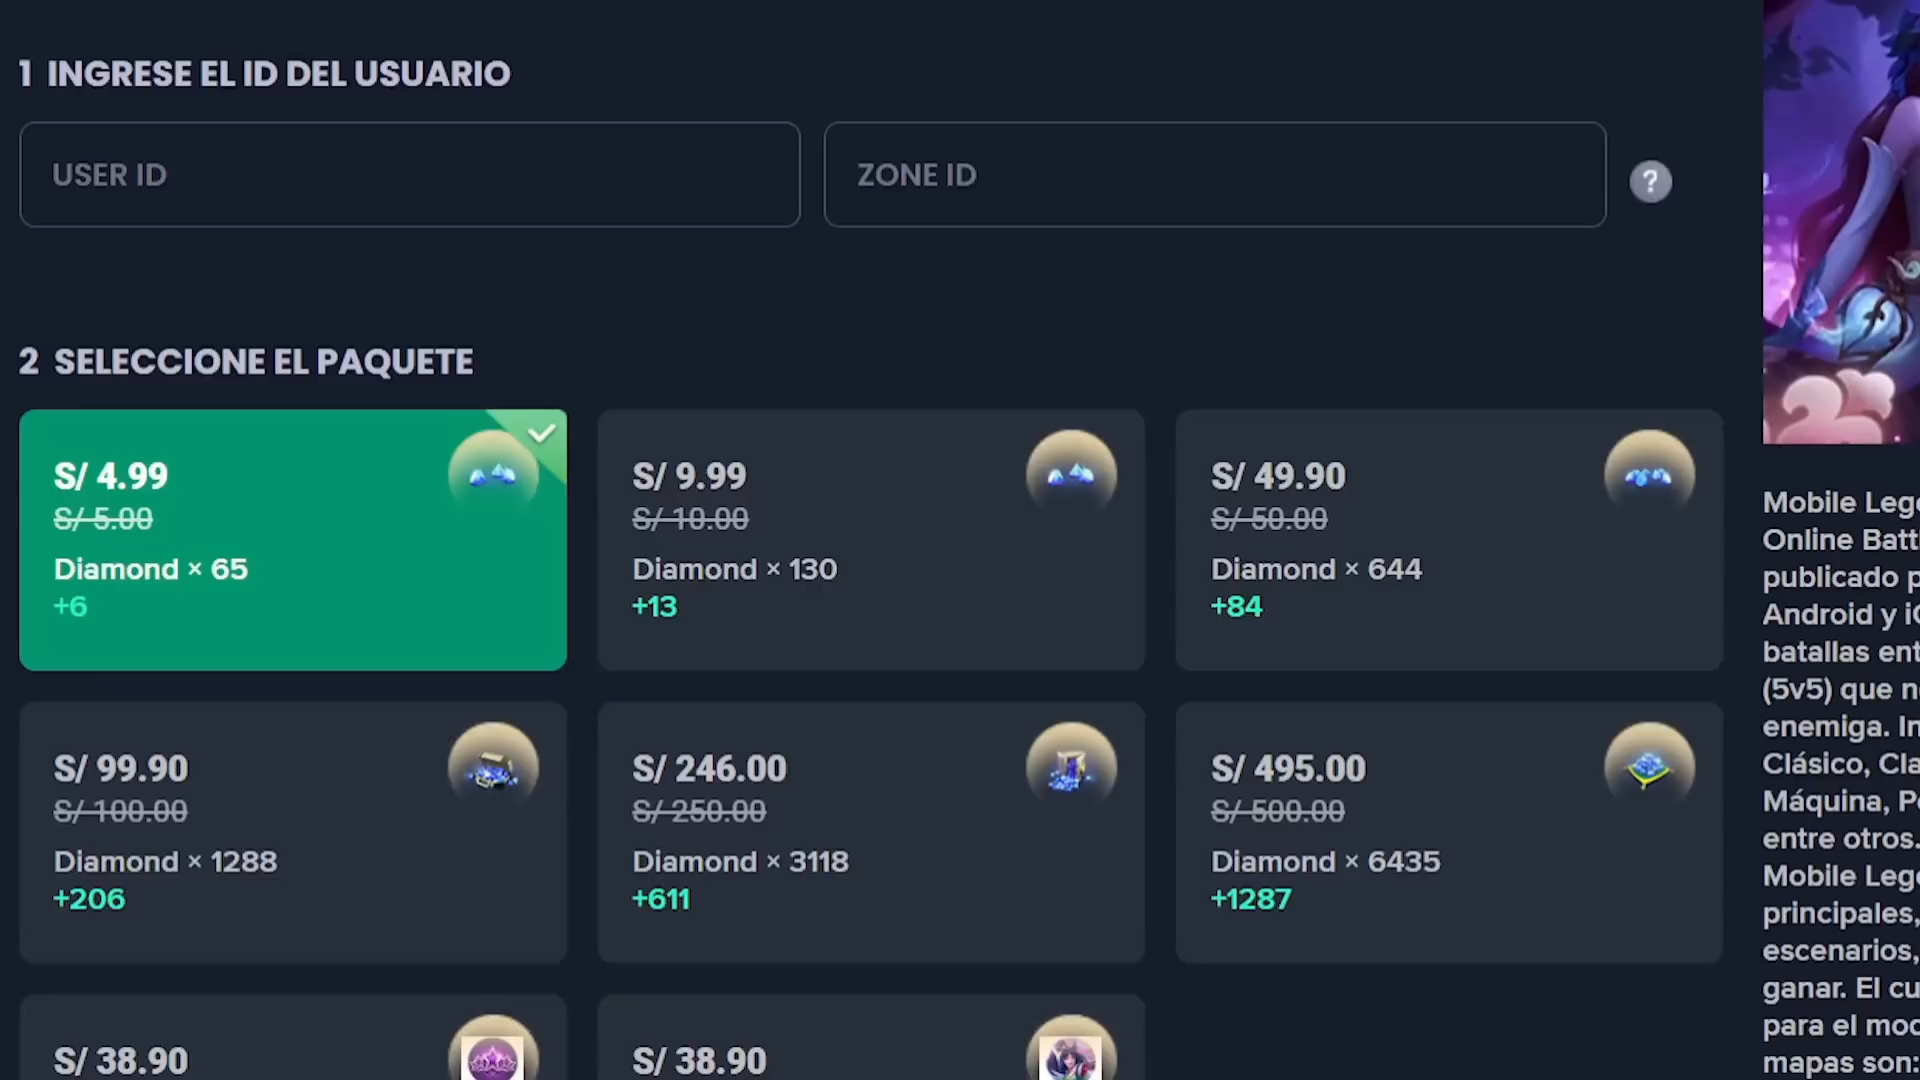 1 INGRESE EL ID DEL USUARIO
USER ID
ZONE ID
?
2 SELECCIONE EL PAQUETE
S/ 4.99
S/ 5.00
Diamond × 65
+6
S/ 9.99
S/ 10.00
Diamond × 130
+13
S/ 49.90
S/ 50.00
Diamond × 644
+84
S/ 99.90
S/ 100.00
Diamond × 1288
+206
S/ 246.00
S/ 250.00
Diamond × 3118
+611
S/ 495.00
S/ 500.00
Diamond × 6435
+1287
S/ 38.90
S/ 38.90
Mobile
Online
publicado
Android y
batallas
(5v5) que
enemiga.
Clásico,
Máquina,
entre otros.
Mobile
principales,
escenarios,
ganar. El
para el
mapas son: